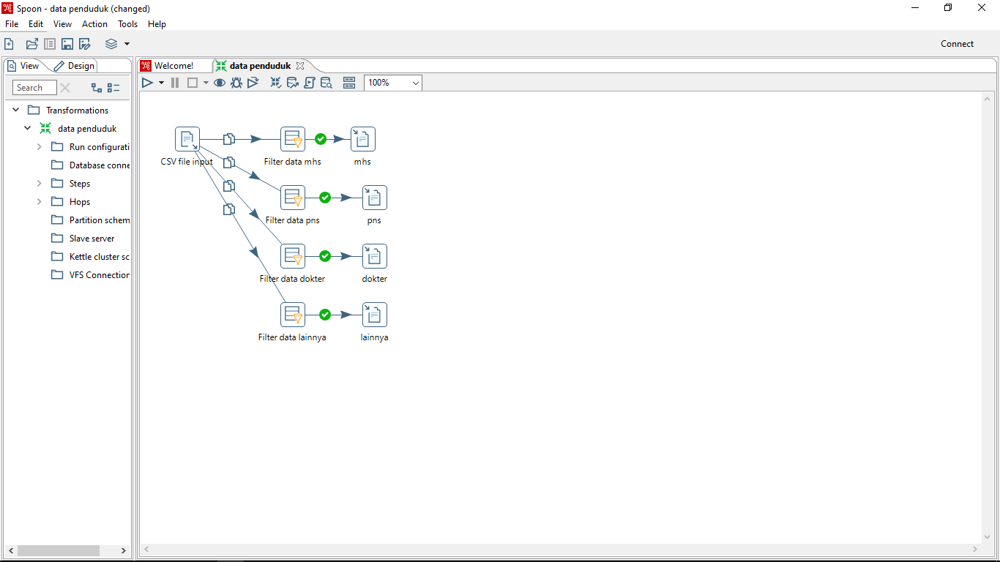 Spoon - data penduduk (changed)
File Edit View Action Tools Help
Connect
View Design
Welcome! data penduduk
Search
100%
Transformations
data penduduk
Run configurati
Database conne
Steps
Hops
Partition schem
Slave server
Kettle cluster sc
VFS Connection
CSV file input Filter data mhs mhs
Filter data pns pns
Filter data dokter dokter
Filter data lainnya lainnya